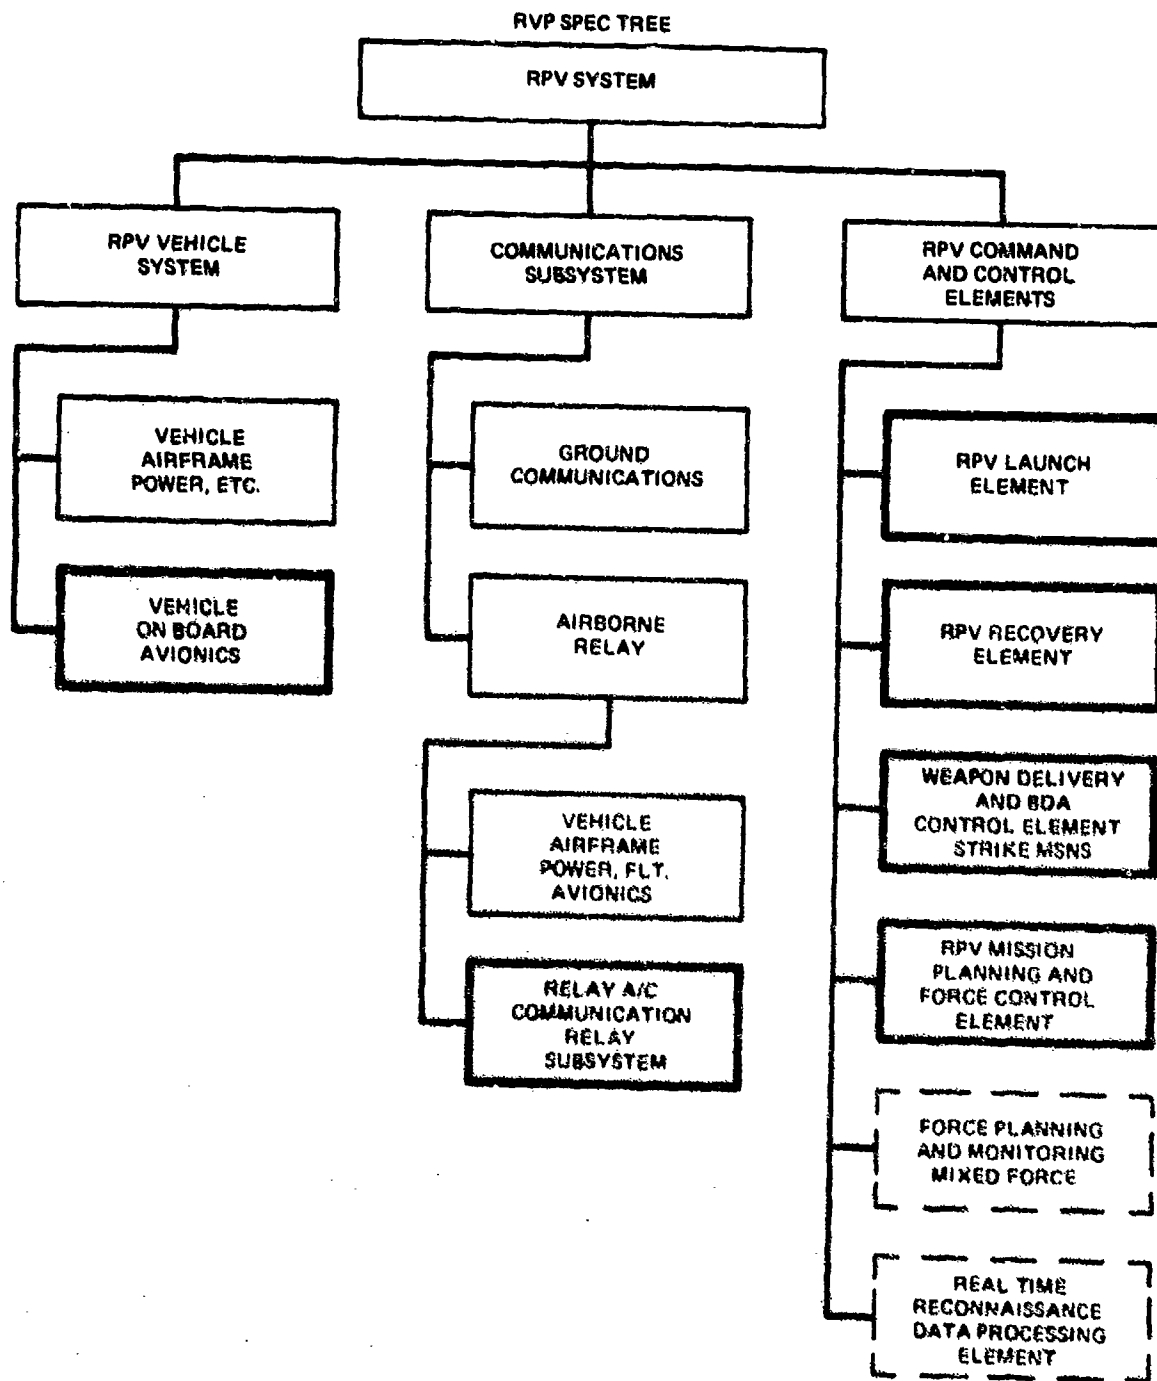 RVP SPEC TREE
RPV SYSTEM
RPV VEHICLE
SYSTEM
COMMUNICATIONS
SUBSYSTEM
RPV COMMAND
AND CONTROL
ELEMENTS
VEHICLE
AIRFRAME
POWER, ETC.
VEHICLE
ON BOARD
AVIONICS
GROUND
COMMUNICATIONS
AIRBORNE
RELAY
VEHICLE
AIRFRAME
POWER, FLT.
AVIONICS
RELAY A/C
COMMUNICATION
RELAY
SUBSYSTEM
RPV LAUNCH
ELEMENT
RPV RECOVERY
ELEMENT
WEAPON DELIVERY
AND BDA
CONTROL ELEMENT
STRIKE MSNS
RPV MISSION
PLANNING AND
FORCE CONTROL
ELEMENT
FORCE PLANNING
AND MONITORING
MIXED FORCE
REAL TIME
RECONNAISSANCE
DATA PROCESSING
ELEMENT